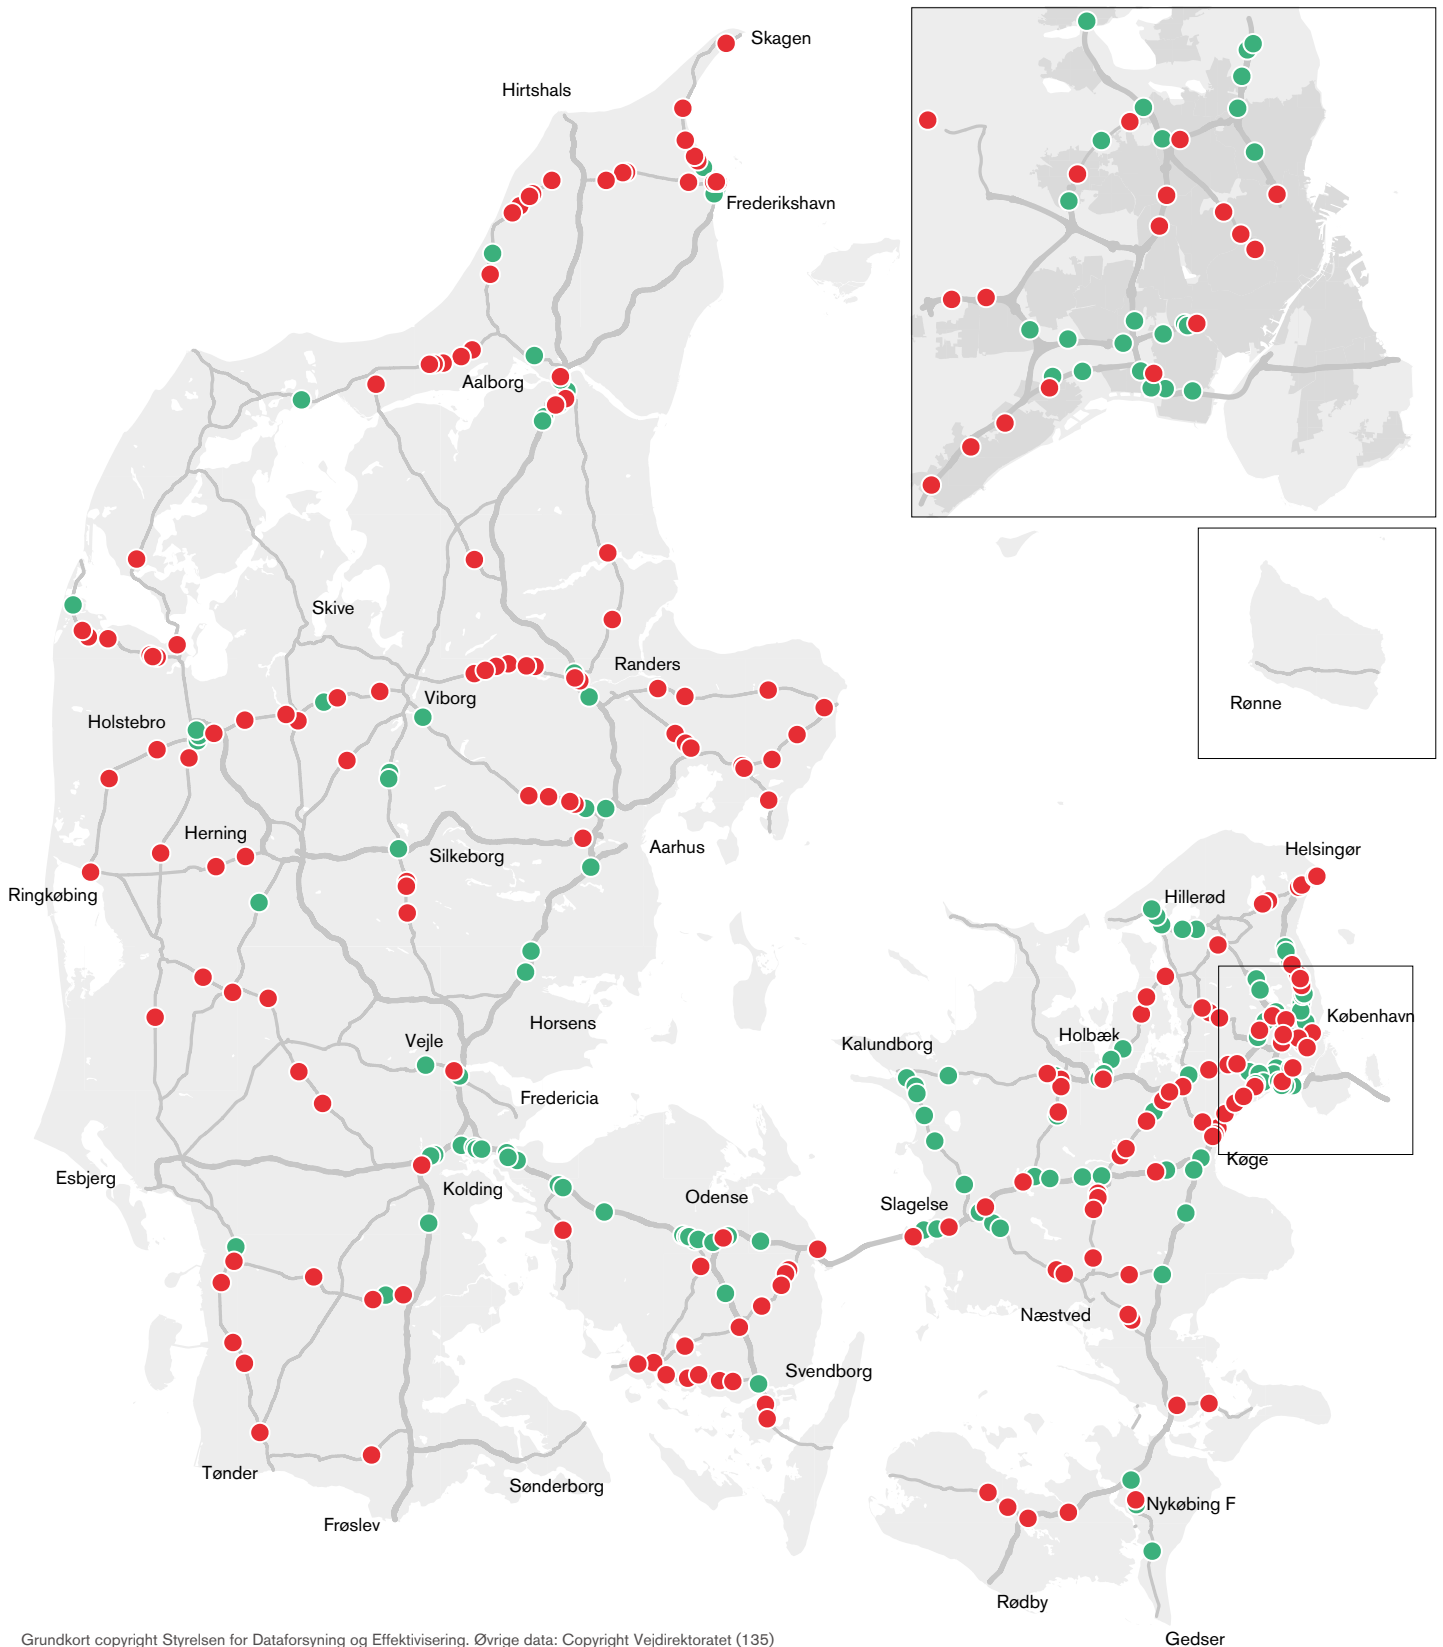 Skagen
Hirtshals
Frederikshavn
Aalborg
Skive
Randers
Viborg
Holstebro
Rønne
Herning
Silkeborg
Aarhus
Helsingør
Ringkøbing
Hillerød
Horsens
København
Holbæk
Vejle
Kalundborg
Fredericia
Køge
Esbjerg
Kolding
Odense
Slagelse
Næstved
Svendborg
Tønder
Sønderborg
Nykøbing F
Frøslev
Rødby
Gedser
Grundkort copyright Styrelsen for Dataforsyning og Effektivisering. Øvrige data: Copyright Vejdirektoratet (135)